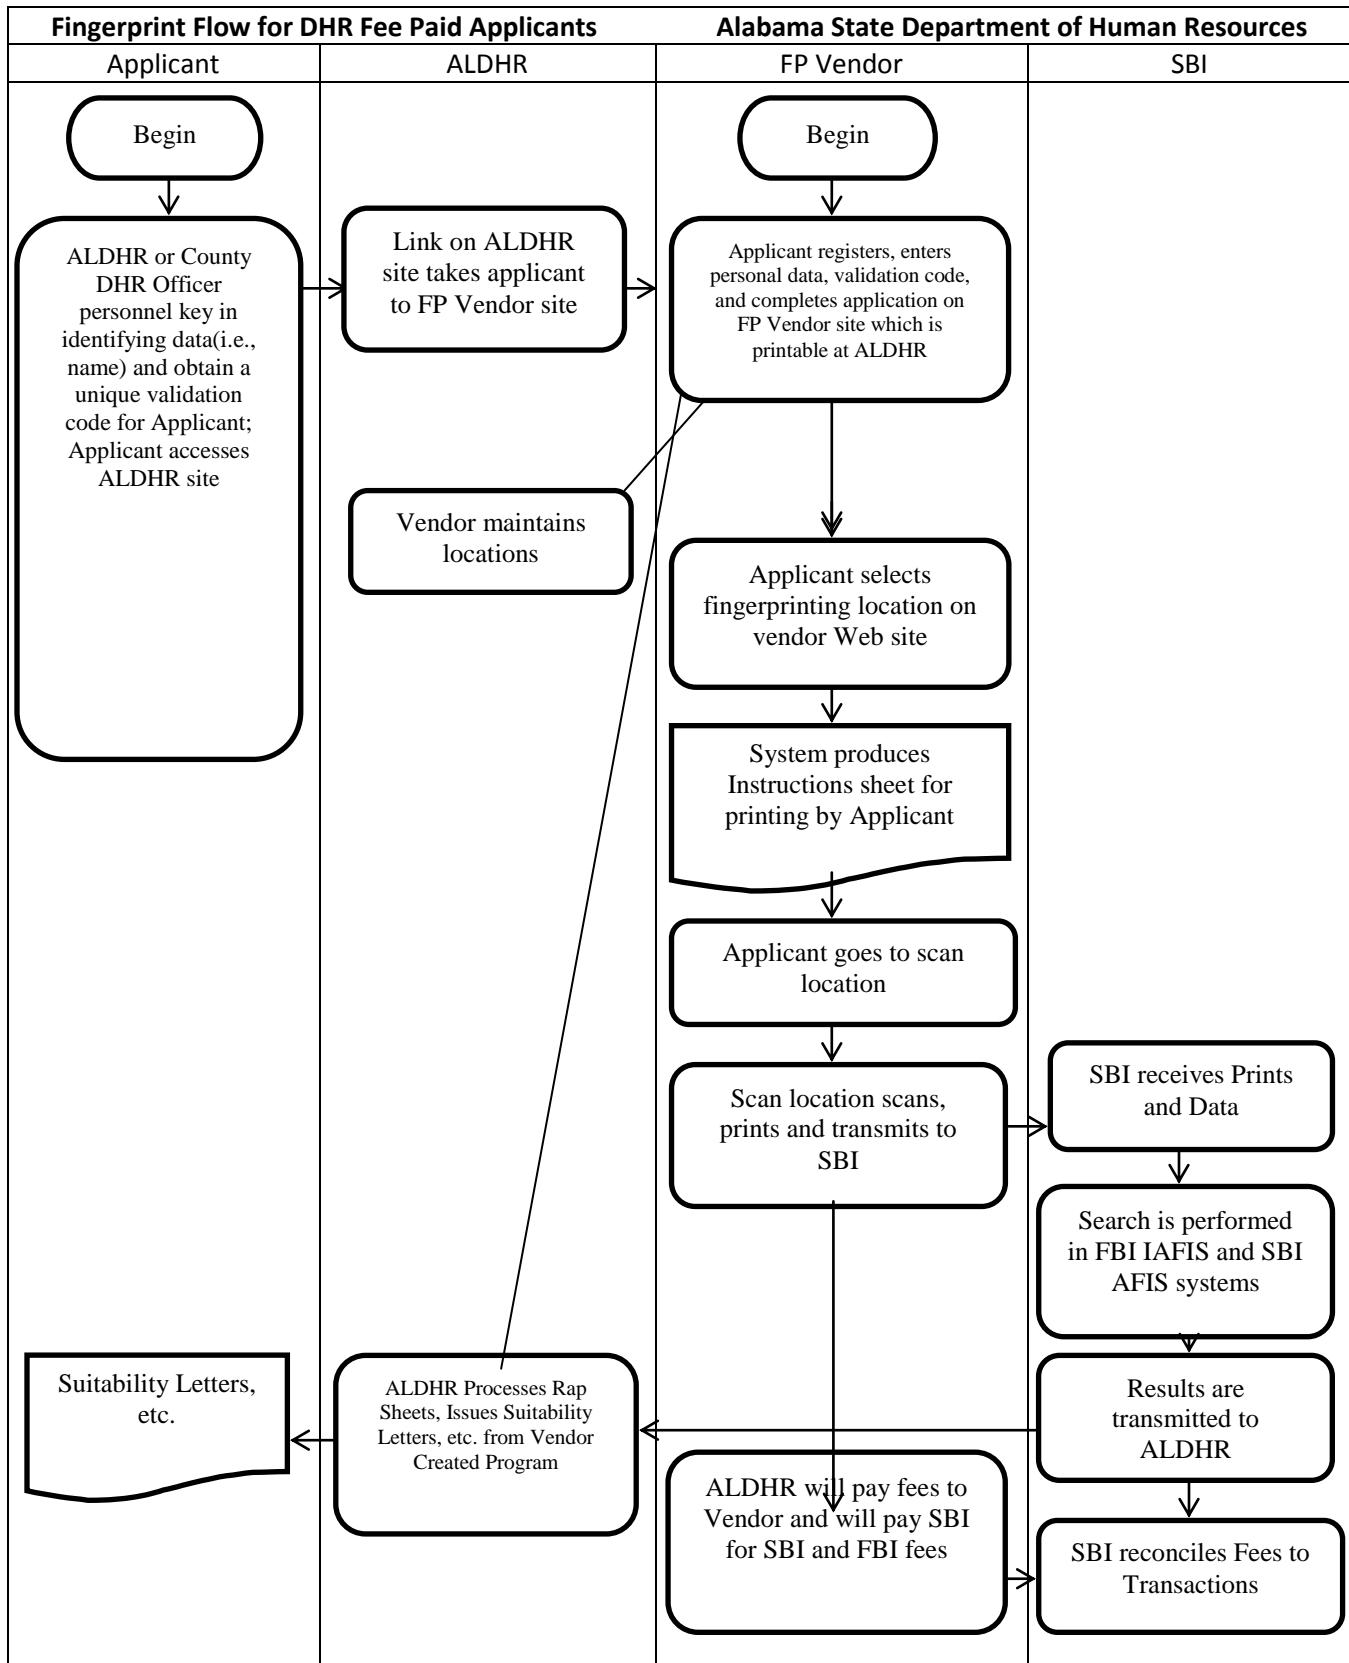 Fingerprint Flow for DHR Fee Paid Applicants
Alabama State Department of Human Resources
Applicant
ALDHR
FP Vendor
SBI
Begin
ALDHR or County
DHR Officer
personnel key in
identifying data(i.e.,
name) and obtain a
unique validation
code for Applicant;
Applicant accesses
ALDHR site
Link on ALDHR
site takes applicant
to FP Vendor site
Begin
Applicant registers, enters
personal data, validation code,
and completes application on
FP Vendor site which is
printable at ALDHR
Vendor maintains
locations
Applicant selects
fingerprinting location on
vendor Web site
System produces
Instructions sheet for
printing by Applicant
Applicant goes to scan
location
Scan location scans,
prints and transmits to
SBI
SBI receives Prints
and Data
Search is performed
in FBI IAFIS and SBI
AFIS systems
Results are
transmitted to
ALDHR
ALDHR Processes Rap
Sheets, Issues Suitability
Letters, etc. from Vendor
Created Program
Suitability Letters,
etc.
ALDHR will pay fees to
Vendor and will pay SBI
for SBI and FBI fees
SBI reconciles Fees to
Transactions